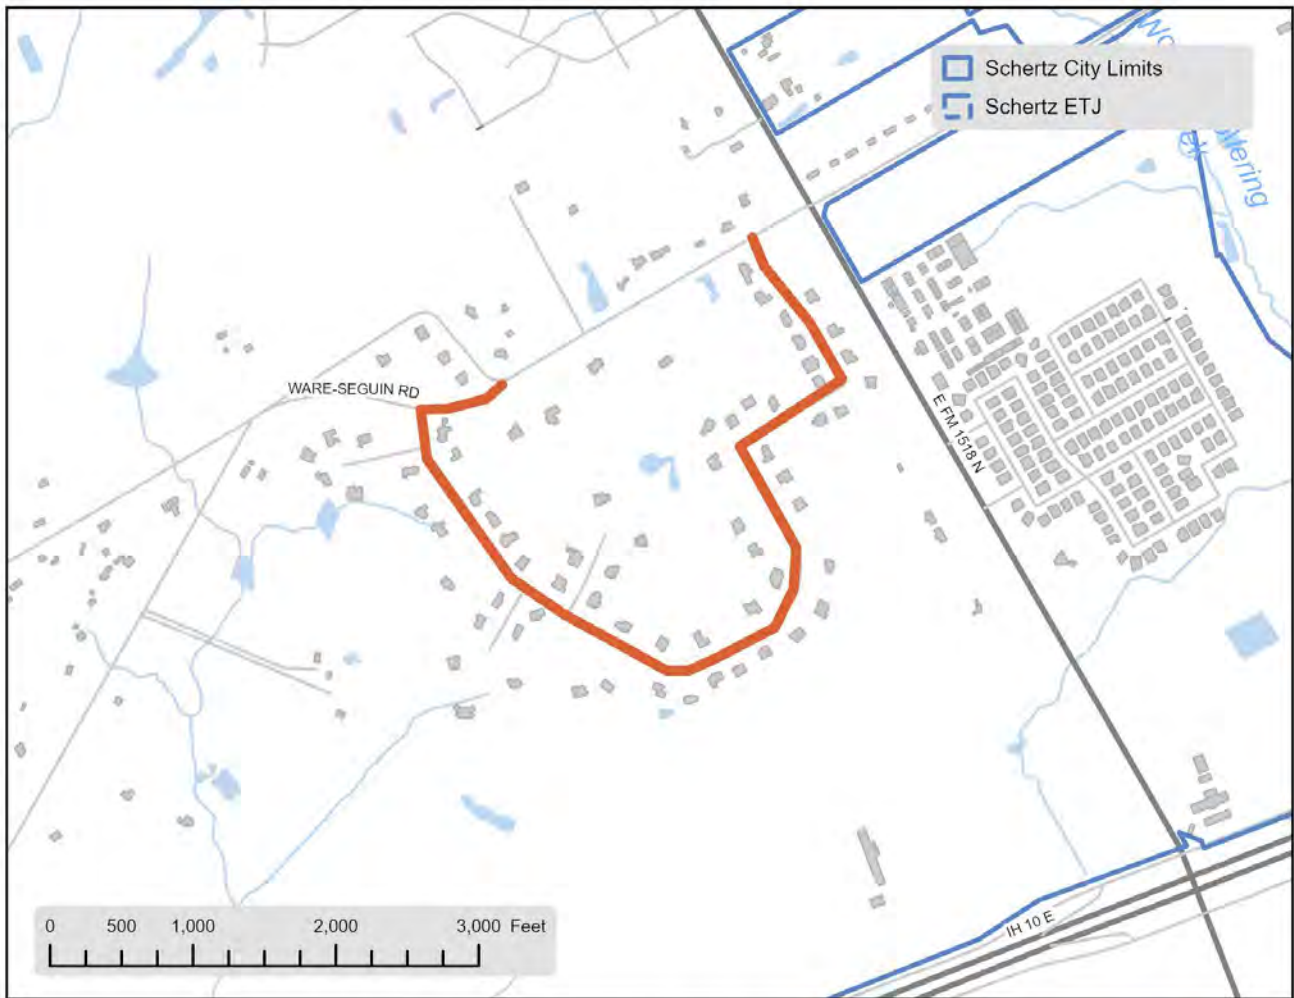 Schertz City Limits
Schertz ETJ
WARE-SEGUIN RD
E FM 1518 N
IH 10 E
0 500 1,000 2,000 3,000 Feet